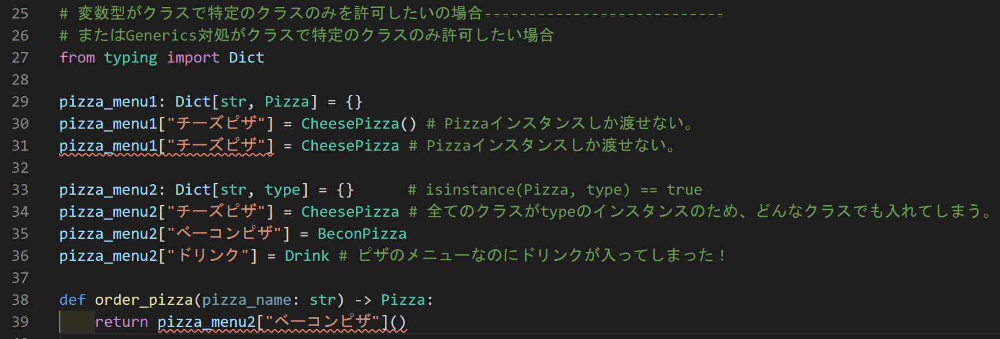 25 # 変数型がクラスで特定のクラスのみを許可したいの場合---------------------------
26 # またはGenerics対処がクラスで特定のクラスのみ許可したい場合
27 from typing import Dict
28
29 pizza_menu1: Dict[str, Pizza] = {}
30 pizza_menu1["チーズピザ"] = CheesePizza() # Pizzaインスタンスしか渡せない。
31 pizza_menu1["チーズピザ"] = CheesePizza # Pizzaインスタンスしか渡せない。
32
33 pizza_menu2: Dict[str, type] = {}      # isinstance(Pizza, type) == true
34 pizza_menu2["チーズピザ"] = CheesePizza # 全てのクラスがtypeのインスタンスのため、どんなクラスでも入れてしまう。
35 pizza_menu2["ベーコンピザ"] = BeconPizza
36 pizza_menu2["ドリンク"] = Drink # ピザのメニューなのにドリンクが入ってしまった！
37
38 def order_pizza(pizza_name: str) -> Pizza:
39     return pizza_menu2["ベーコンピザ"]()